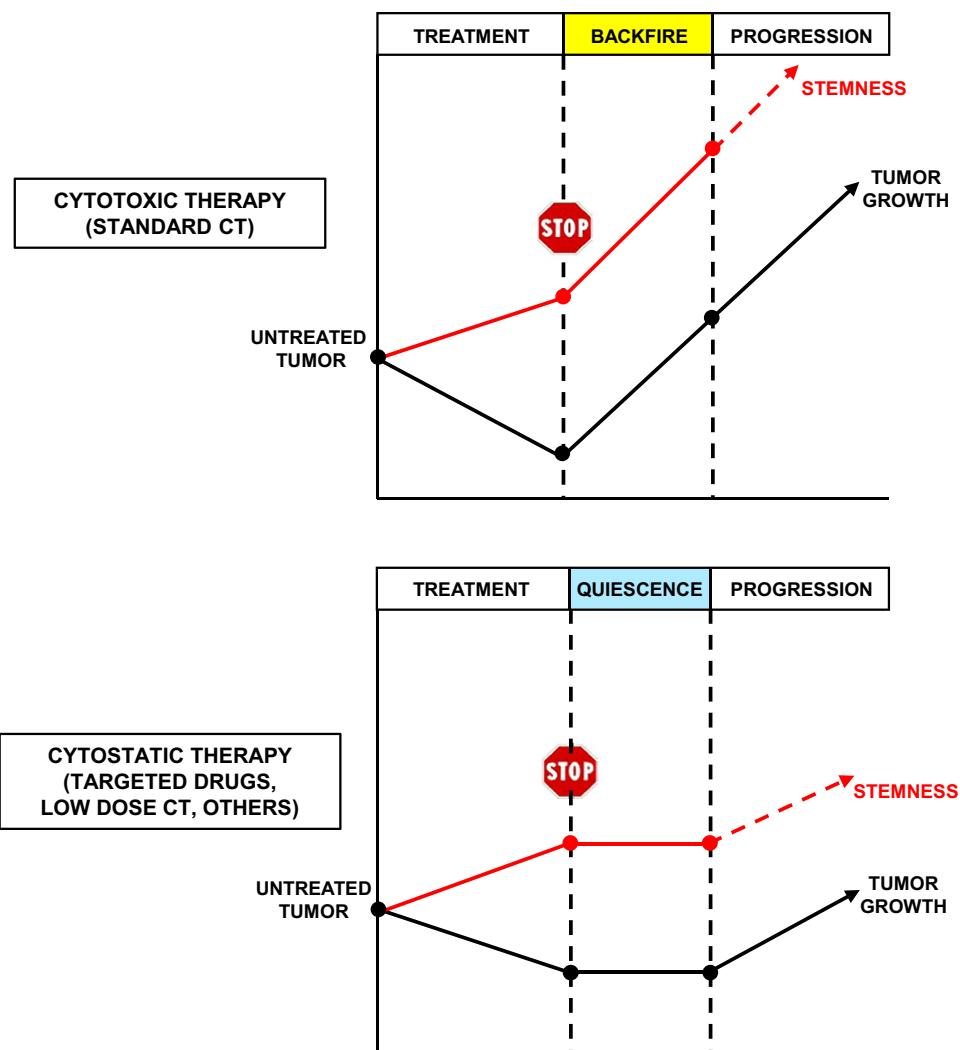 TREATMENT BACKFIRE PROGRESSION
STEMNESS
CYTOTOXIC THERAPY
(STANDARD CT)
TUMOR
GROWTH
STOP
UNTREATED
TUMOR
TREATMENT QUIESCENCE PROGRESSION
CYTOSTATIC THERAPY
(TARGETED DRUGS,
LOW DOSE CT, OTHERS)
STOP
STEMNESS
UNTREATED
TUMOR
TUMOR
GROWTH